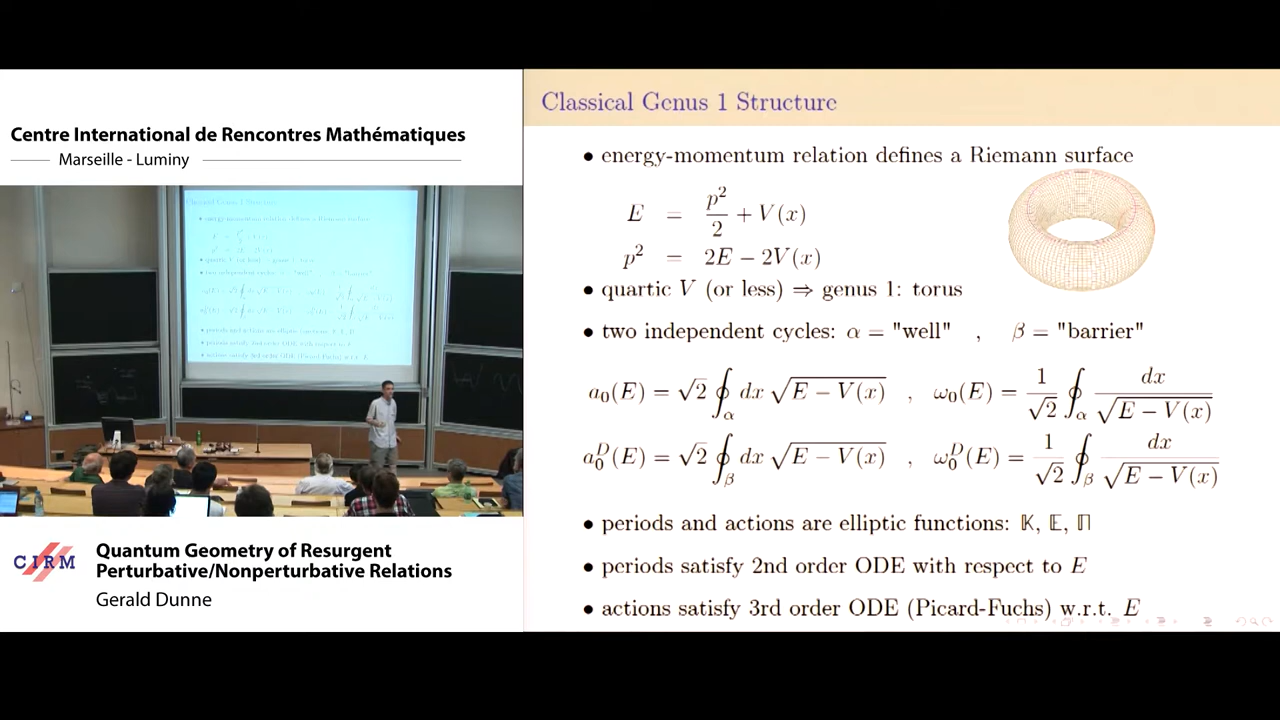 Centre International de Rencontres Mathématiques
Marseille - Luminy
Classical Genus 1 Structure
• energy-momentum relation defines a Riemann surface
E = p²/2 + V(x)
p² = 2E − 2V(x)
• quartic V (or less) ⇒ genus 1: torus
• two independent cycles: α = "well" , β = "barrier"
a₀(E) = √2 ∮_α dx √(E − V(x)) , ω₀(E) = 1/√2 ∮_α dx/√(E − V(x))
a₀ᴰ(E) = √2 ∮_β dx √(E − V(x)) , ω₀ᴰ(E) = 1/√2 ∮_β dx/√(E − V(x))
• periods and actions are elliptic functions: 𝕂, 𝔼, ℿ
• periods satisfy 2nd order ODE with respect to E
• actions satisfy 3rd order ODE (Picard-Fuchs) w.r.t. E
CIRM
Quantum Geometry of Resurgent
Perturbative/Nonperturbative Relations
Gerald Dunne